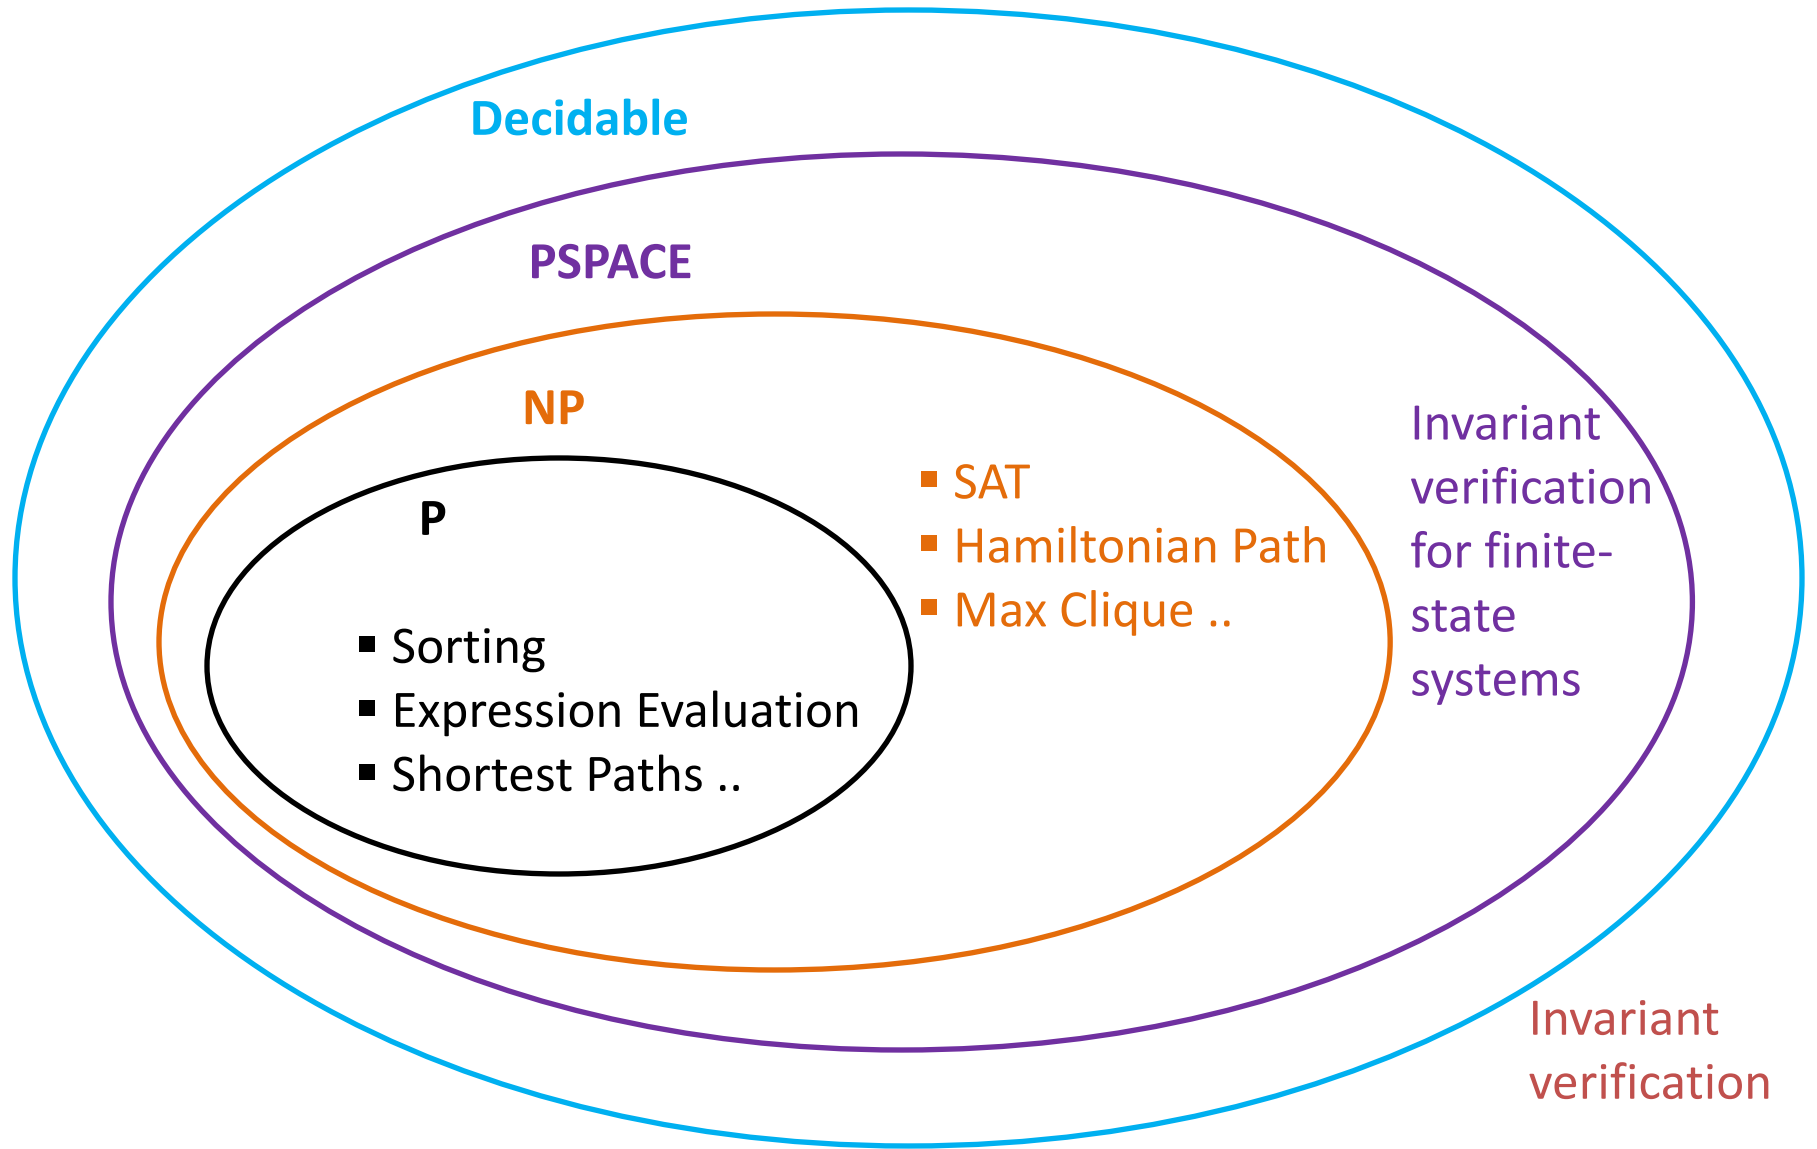 Decidable
PSPACE
NP
P
▪ Sorting
▪ Expression Evaluation
▪ Shortest Paths ..
▪ SAT
▪ Hamiltonian Path
▪ Max Clique ..
Invariant
verification
for finite-
state
systems
Invariant
verification